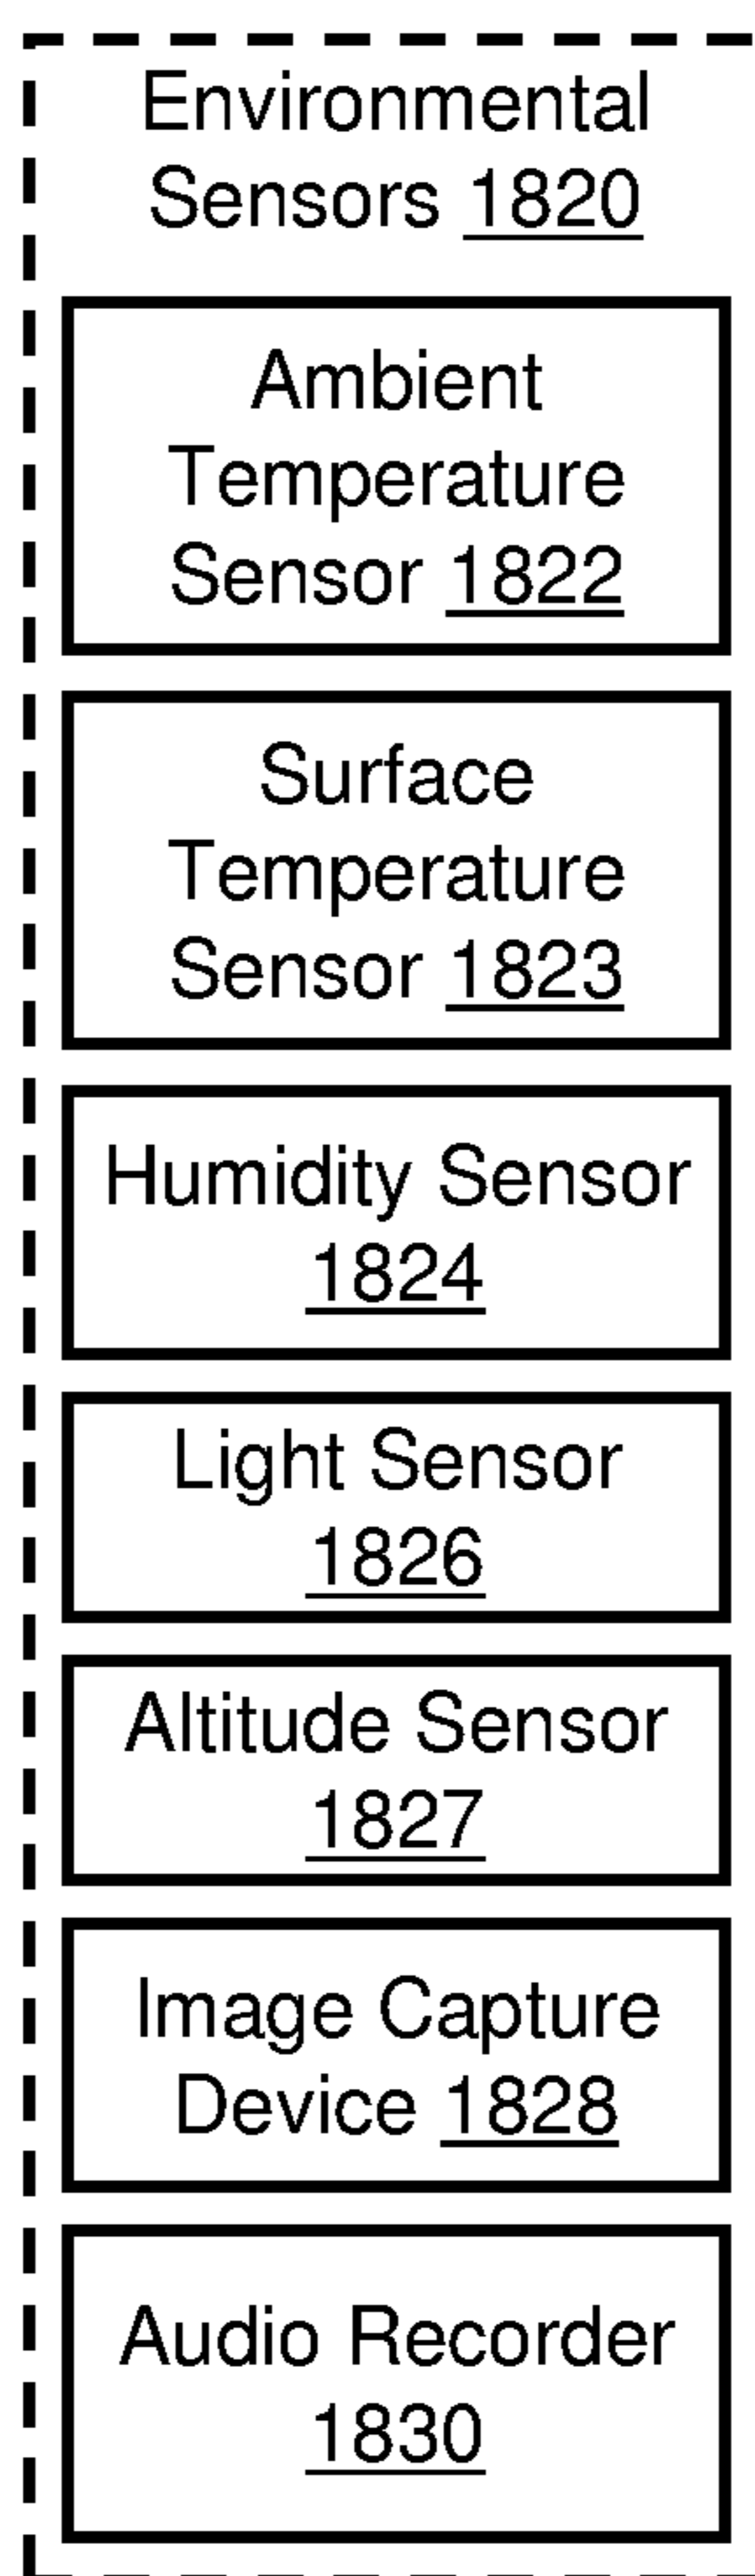 Environmental
Sensors 1820
Ambient
Temperature
Sensor 1822
Surface
Temperature
Sensor 1823
Humidity Sensor
1824
Light Sensor
1826
Altitude Sensor
1827
Image Capture
Device 1828
Audio Recorder
1830